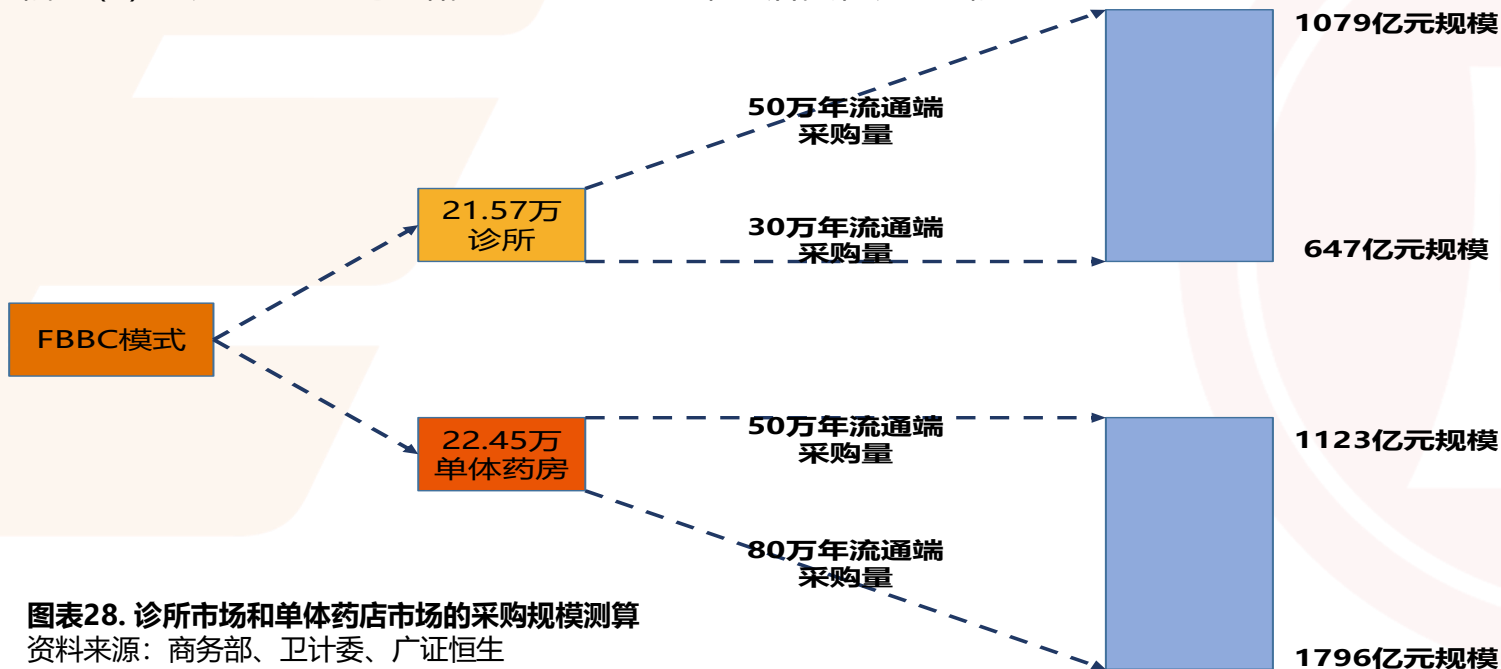 1079亿元规模
50万年流通端
采购量
21.57万
诊所
30万年流通端
采购量
647亿元规模
FBBC模式
22.45万
单体药房
50万年流通端
采购量
1123亿元规模
80万年流通端
采购量
1796亿元规模
图表28. 诊所市场和单体药店市场的采购规模测算
资料来源：商务部、卫计委、广证恒生